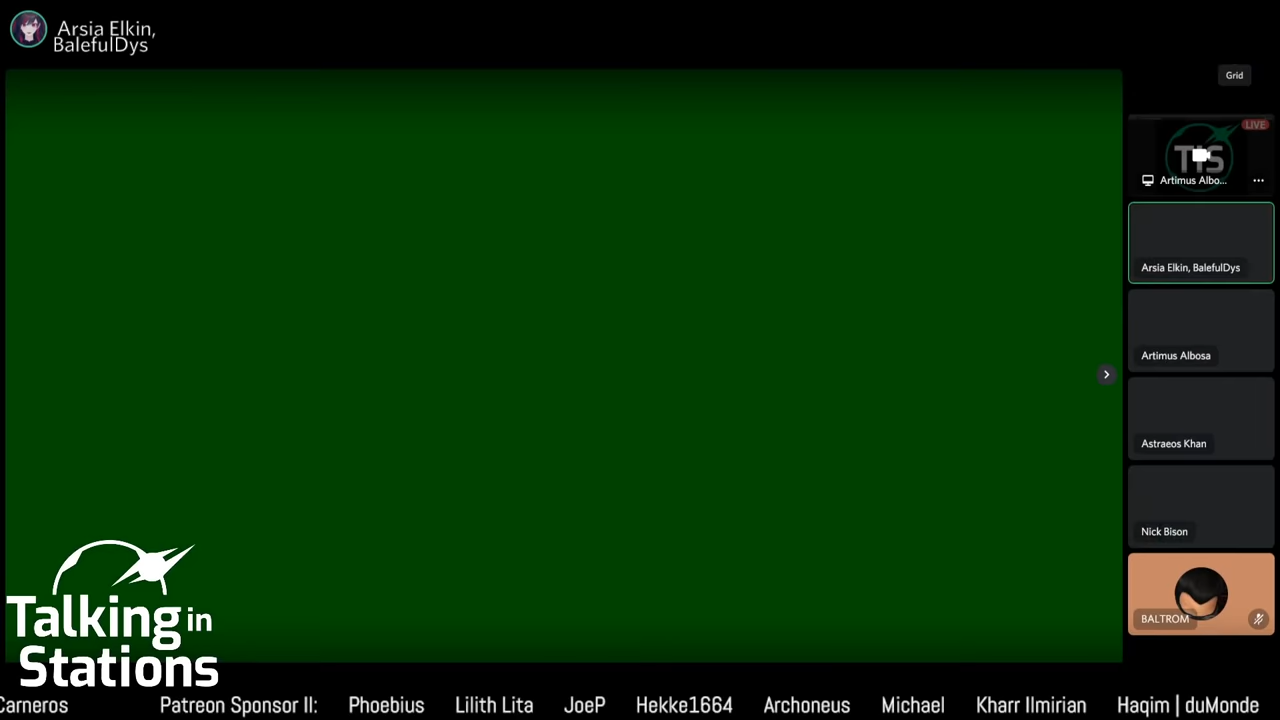 Arsia Elkin,
BalefulDys
Grid
LIVE
TIS
Artimus Albo...
Arsia Elkin, BalefulDys
Artimus Albosa
Astraeos Khan
Nick Bison
BALTROM
Talking in
Stations
Carneros Patreon Sponsor II: Phoebius Lilith Lita JoeP Hekke1664 Archoneus Michael Kharr Ilmirian Haqim | duMonde